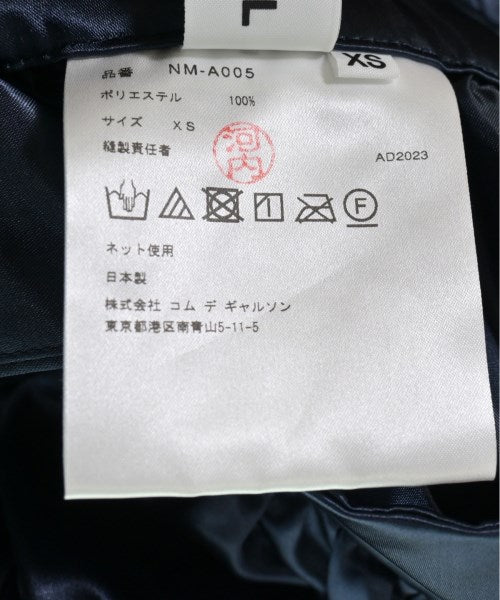 L
XS
品番 NM-A005
ポリエステル 100%
サイズ XS
縫製責任者 河内
AD2023
F
ネット使用
日本製
株式会社 コム デ ギャルソン
東京都港区南青山5-11-5